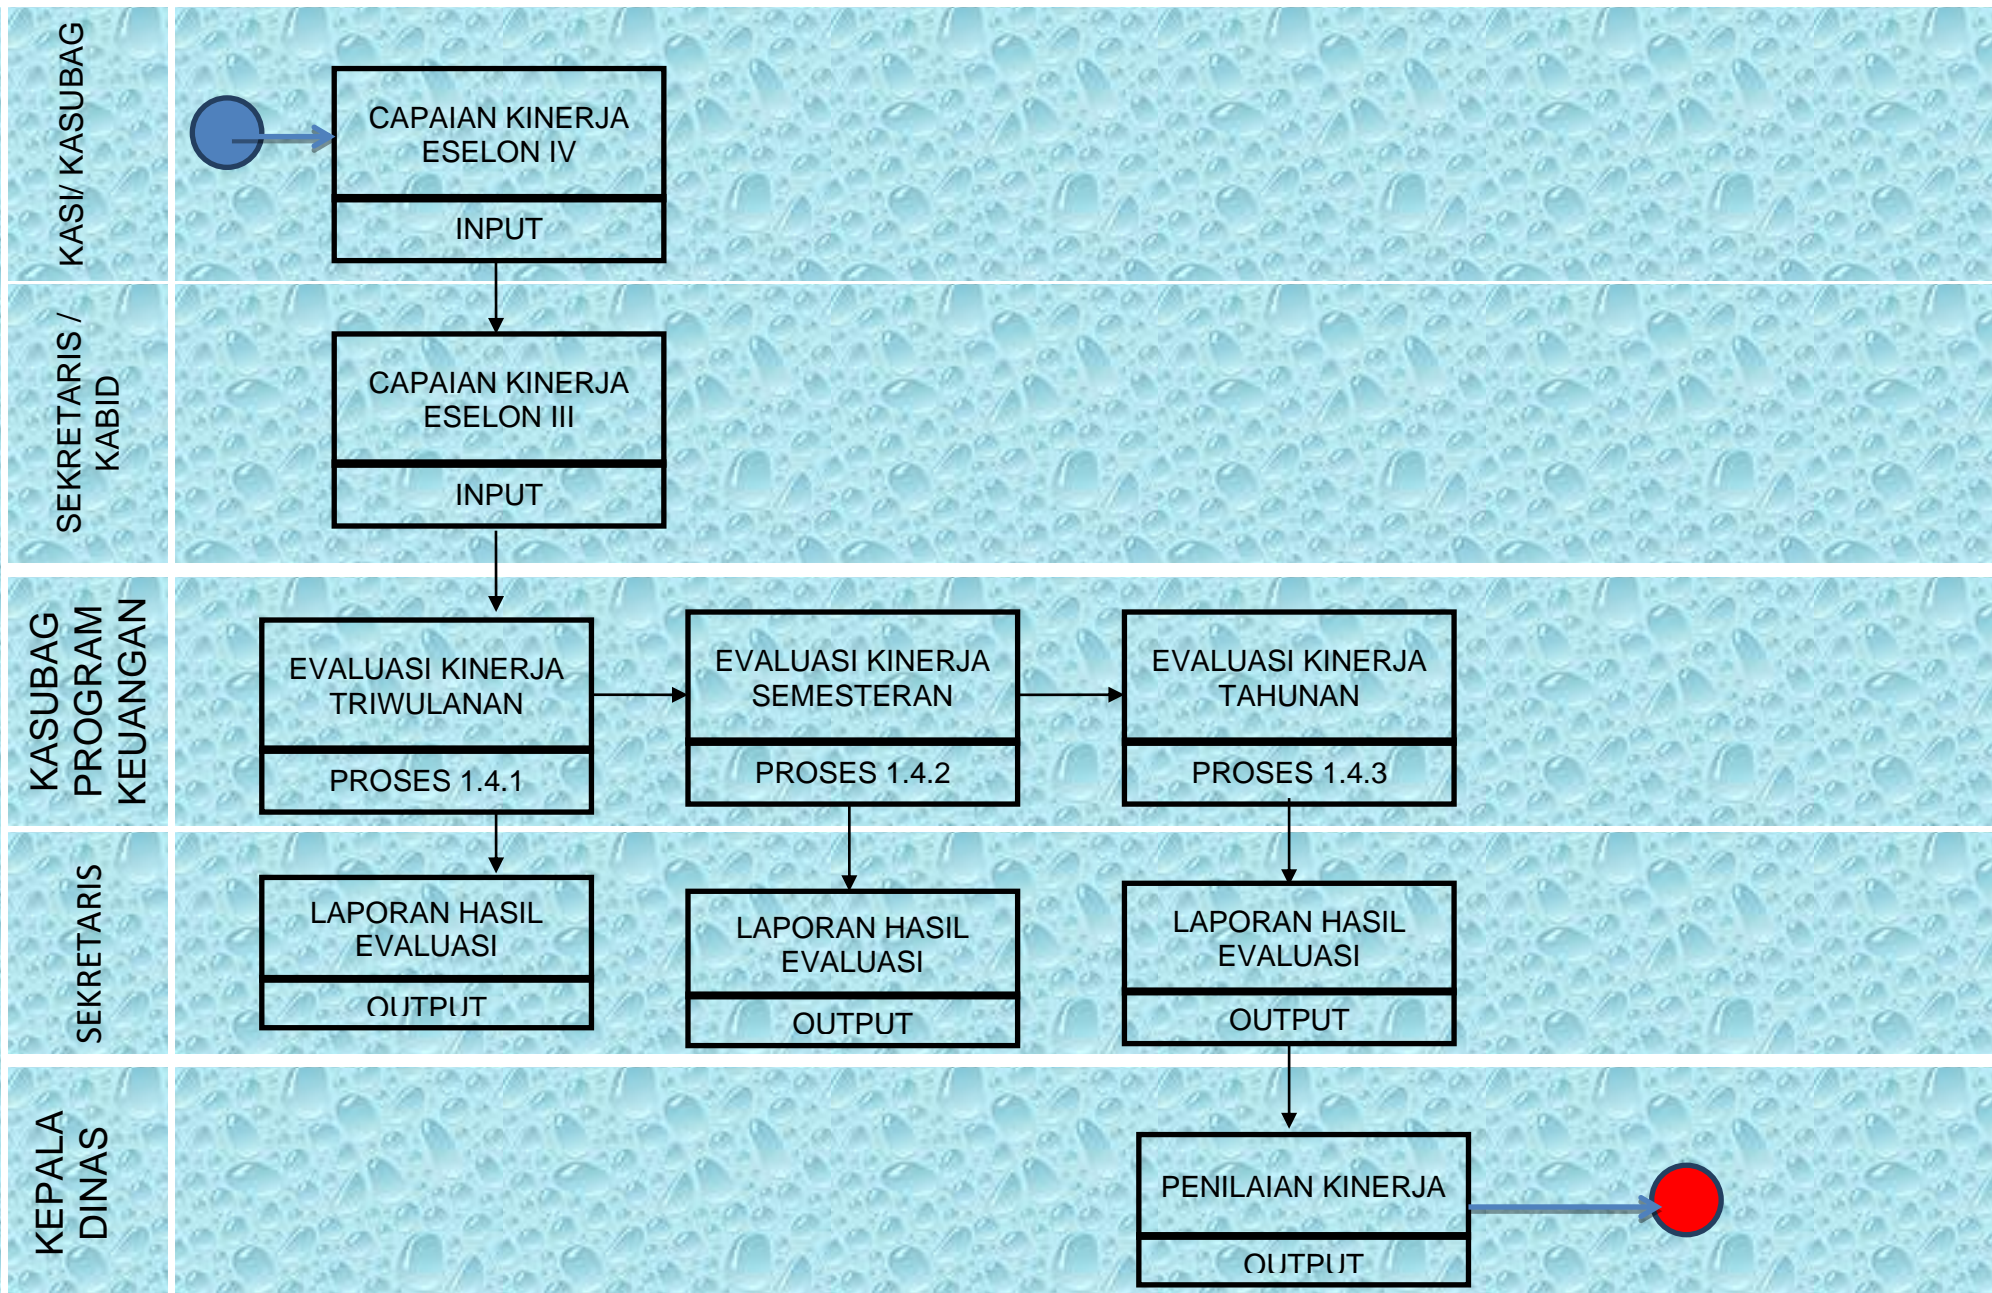 KASI/ KASUBAG
CAPAIAN KINERJA
ESELON IV
INPUT
SEKRETARIS /
KABID
CAPAIAN KINERJA
ESELON III
INPUT
KASUBAG
PROGRAM
KEUANGAN
EVALUASI KINERJA
TRIWULANAN
PROSES 1.4.1
EVALUASI KINERJA
SEMESTERAN
PROSES 1.4.2
EVALUASI KINERJA
TAHUNAN
PROSES 1.4.3
SEKRETARIS
LAPORAN HASIL
EVALUASI
OUTPUT
LAPORAN HASIL
EVALUASI
OUTPUT
LAPORAN HASIL
EVALUASI
OUTPUT
KEPALA
DINAS
PENILAIAN KINERJA
OUTPUT